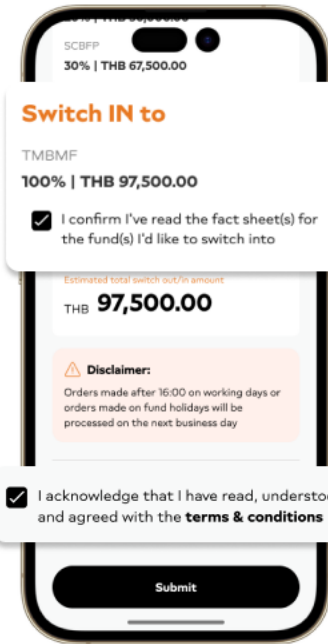 SCBFP
30% | THB 67,500.00
Switch IN to
TMBMF
100% | THB 97,500.00
I confirm I've read the fact sheet(s) for
the fund(s) I'd like to switch into
Estimated total switch out/in amount
THB 97,500.00
Disclaimer:
Orders made after 16:00 on working days or
orders made on fund holidays will be
processed on the next business day
I acknowledge that I have read, understoo
and agreed with the terms & conditions
Submit